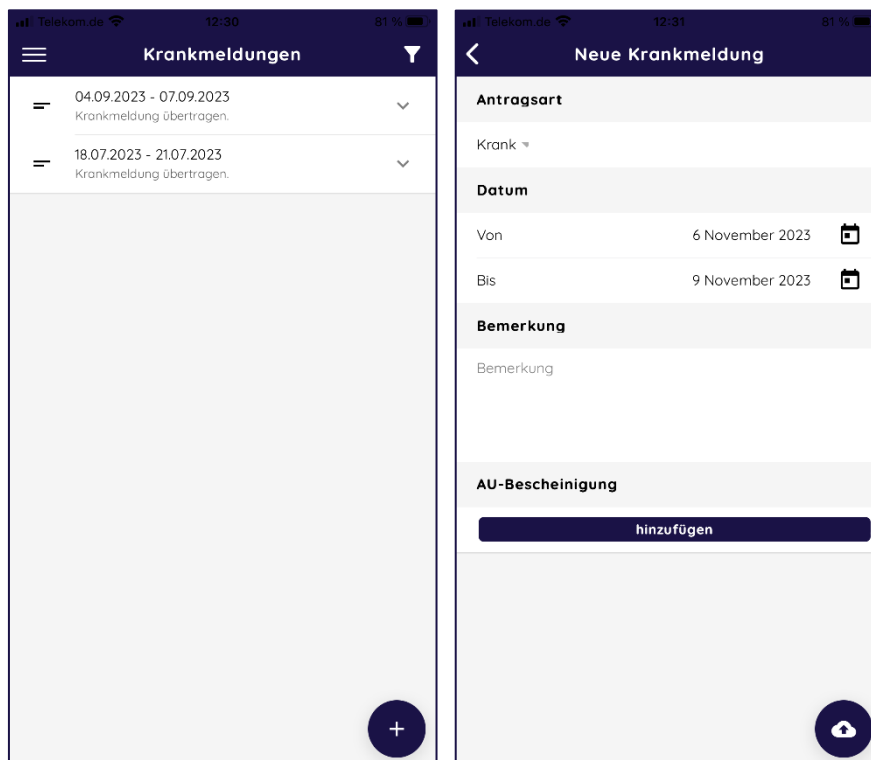 Telekom.de 12:30 81 %
Krankmeldungen
04.09.2023 - 07.09.2023
Krankmeldung übertragen.
18.07.2023 - 21.07.2023
Krankmeldung übertragen.
Telekom.de 12:31 81 %
Neue Krankmeldung
Antragsart
Krank
Datum
Von 6 November 2023
Bis 9 November 2023
Bemerkung
Bemerkung
AU-Bescheinigung
hinzufügen